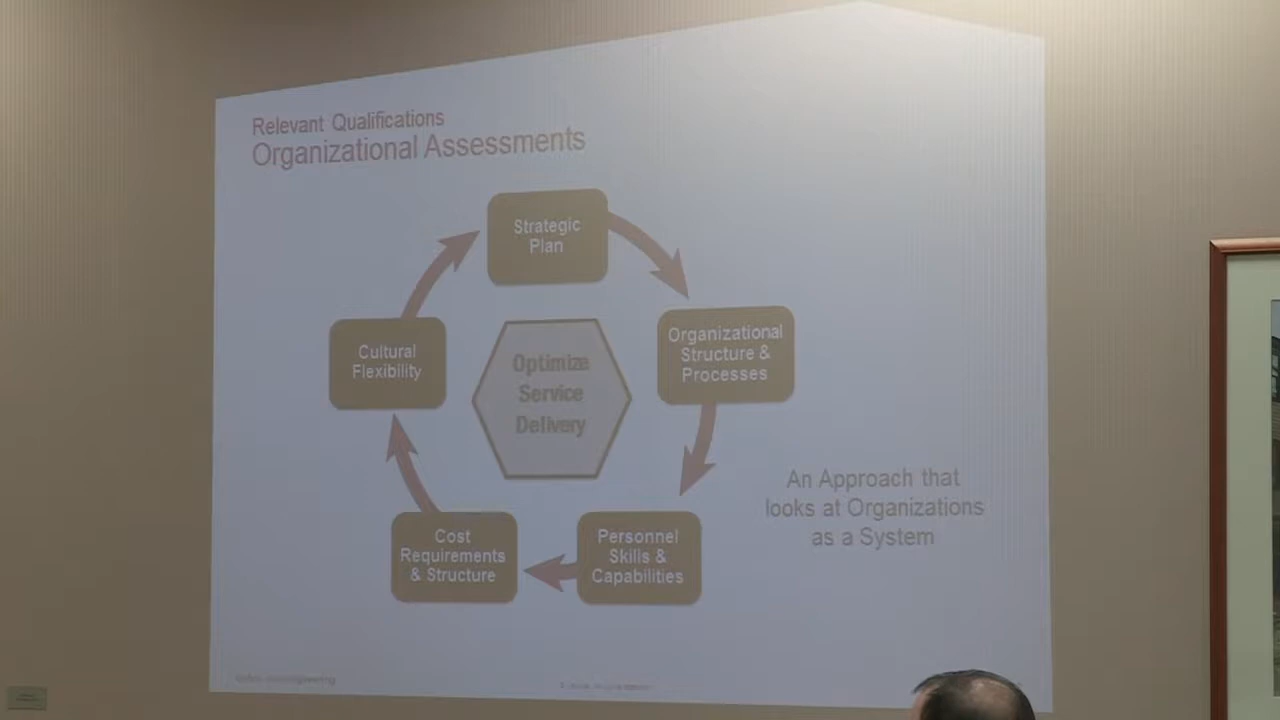 Relevant Qualifications
Organizational Assessments
Strategic
Plan
Organizational
Structure &
Processes
Cultural
Flexibility
Optimize
Service
Delivery
An Approach that
looks at Organizations
as a System
Cost
Requirements
& Structure
Personnel
Skills &
Capabilities